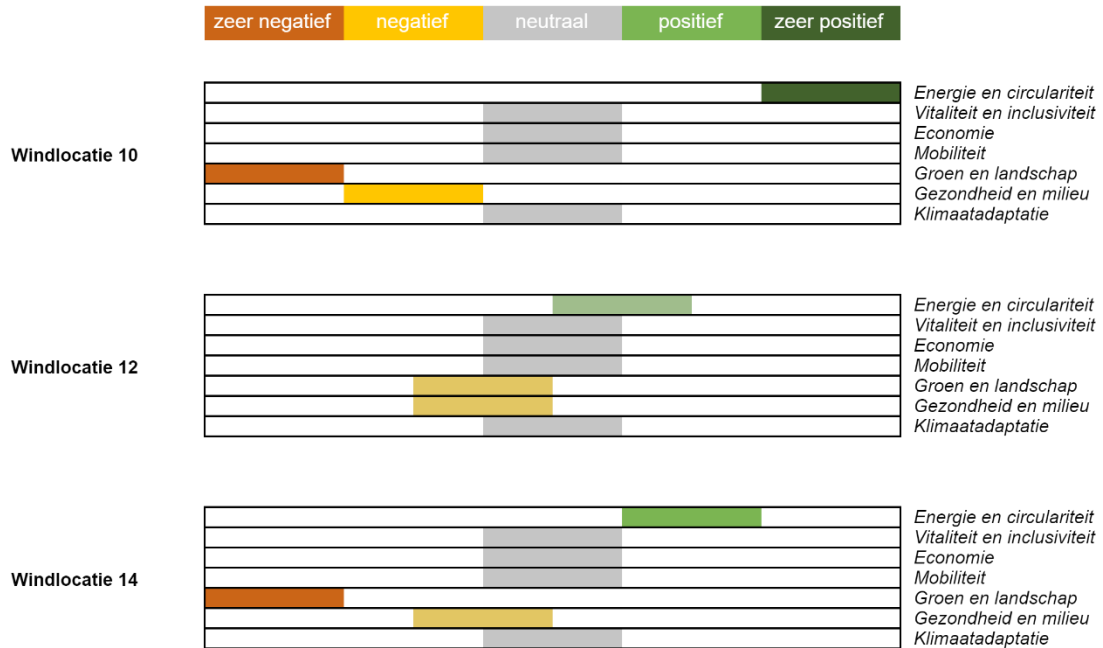 zeer negatief negatief neutraal positief zeer positief
Energie en circulariteit
Vitaliteit en inclusiviteit
Economie
Windlocatie 10
Mobiliteit
Groen en landschap
Gezondheid en milieu
Klimaatadaptatie
Energie en circulariteit
Vitaliteit en inclusiviteit
Economie
Windlocatie 12
Mobiliteit
Groen en landschap
Gezondheid en milieu
Klimaatadaptatie
Energie en circulariteit
Vitaliteit en inclusiviteit
Economie
Windlocatie 14
Mobiliteit
Groen en landschap
Gezondheid en milieu
Klimaatadaptatie